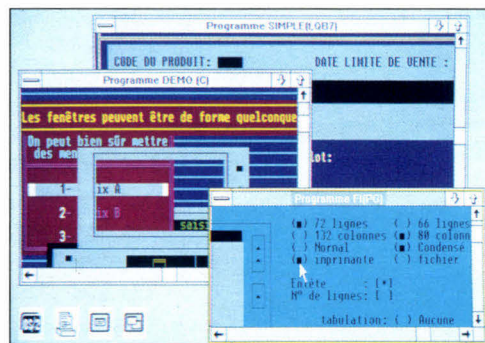 Programme SIMPLE(LQB7)
CODE DU PRODUIT:
DATE LIMITE DE VENTE :
Programme DEMO (C)
Les fenêtres peuvent être de forme quelconque
On peut bien sûr mettre
des men
lot:
1- ix A
2- ix B
3-
saisi
Programme FI(PG)
(■) 72 lignes ( ) 66 lignes
( ) 132 colonnes (■) 80 colonn
( ) Normal (■) Condensé
(■) imprimante ( ) fichier
Entête : [*]
N° de lignes: [ ]
tabulation: ( ) Aucune